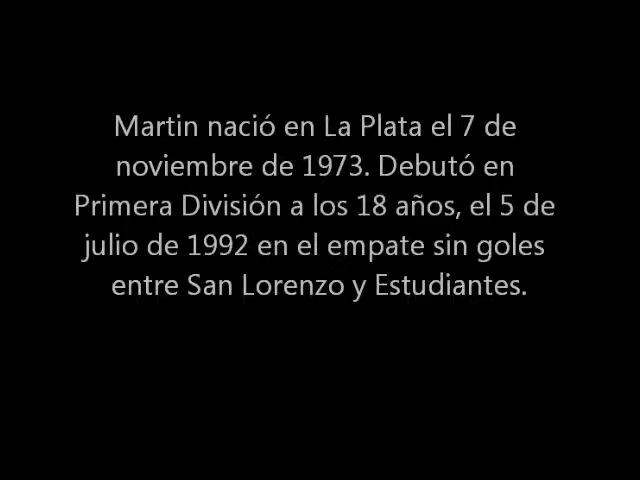 Martin nació en La Plata el 7 de
noviembre de 1973. Debutó en
Primera División a los 18 años, el 5 de
julio de 1992 en el empate sin goles
entre San Lorenzo y Estudiantes.